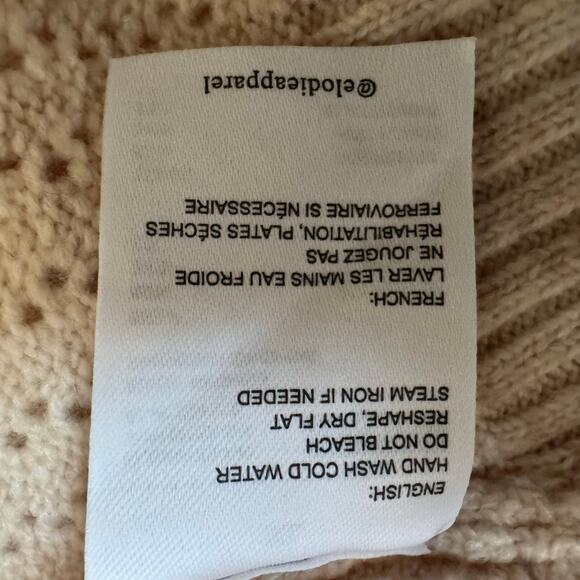 ENGLISH:
HAND WASH COLD WATER
DO NOT BLEACH
RESHAPE, DRY FLAT
STEAM IRON IF NEEDED
FRENCH:
LAVER LES MAINS EAU FROIDE
NE JOUGEZ PAS
RÉHABILITATION, PLATES SÉCHES
FERROVIAIRE SI NÉCESSAIRE
@elodieapparel